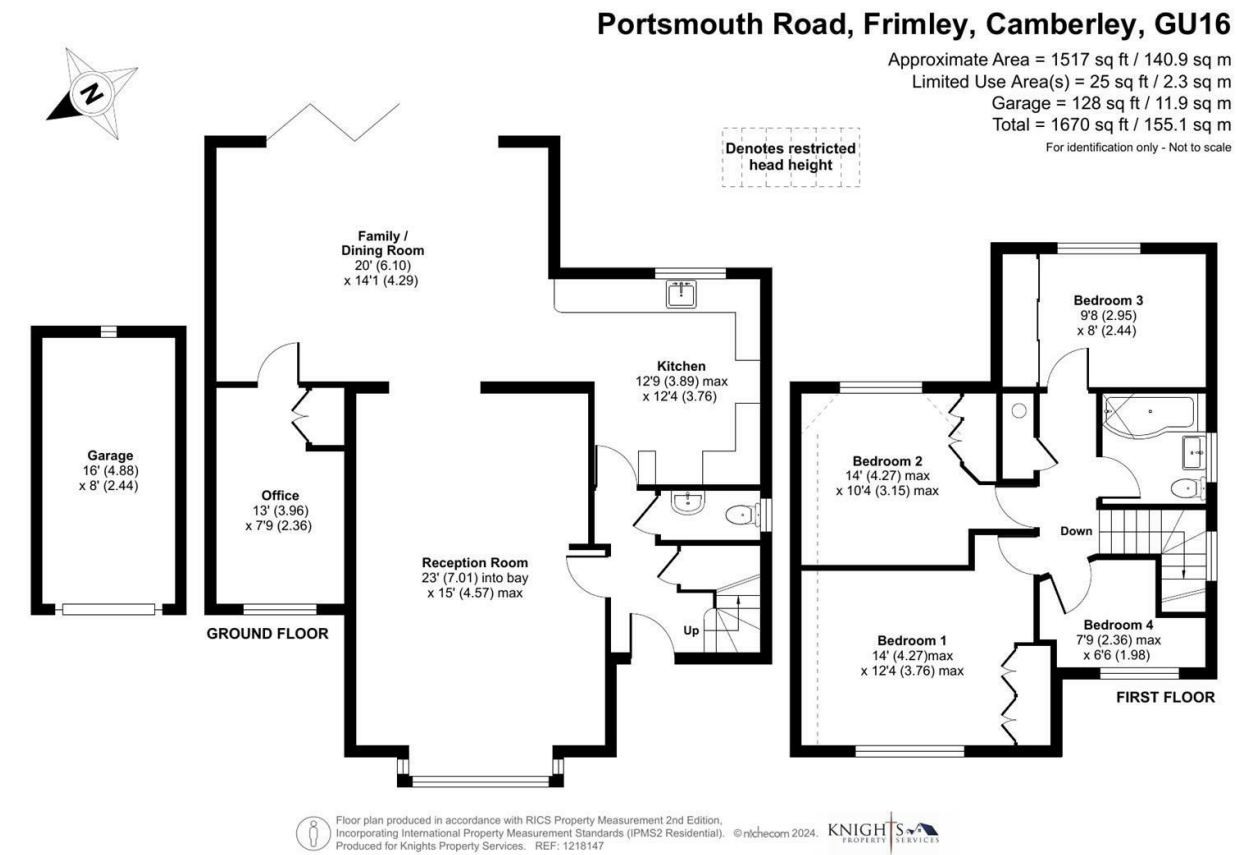 Portsmouth Road, Frimley, Camberley, GU16
Approximate Area = 1517 sq ft / 140.9 sq m
Limited Use Area(s) = 25 sq ft / 2.3 sq m
Garage = 128 sq ft / 11.9 sq m
Total = 1670 sq ft / 155.1 sq m
For identification only - Not to scale
N
Denotes restricted
head height
Family /
Dining Room
20' (6.10)
x 14'1 (4.29)
Kitchen
12'9 (3.89) max
x 12'4 (3.76)
Garage
16' (4.88)
x 8' (2.44)
Office
13' (3.96)
x 7'9 (2.36)
Reception Room
23' (7.01) into bay
x 15' (4.57) max
Up
GROUND FLOOR
Bedroom 3
9'8 (2.95)
x 8' (2.44)
Bedroom 2
14' (4.27) max
x 10'4 (3.15) max
Down
Bedroom 1
14' (4.27)max
x 12'4 (3.76) max
Bedroom 4
7'9 (2.36) max
x 6'6 (1.98)
FIRST FLOOR
Floor plan produced in accordance with RICS Property Measurement 2nd Edition,
Incorporating International Property Measurement Standards (IPMS2 Residential). © nichecom 2024.
Produced for Knights Property Services. REF: 1218147
KNIGHTS
PROPERTY SERVICES